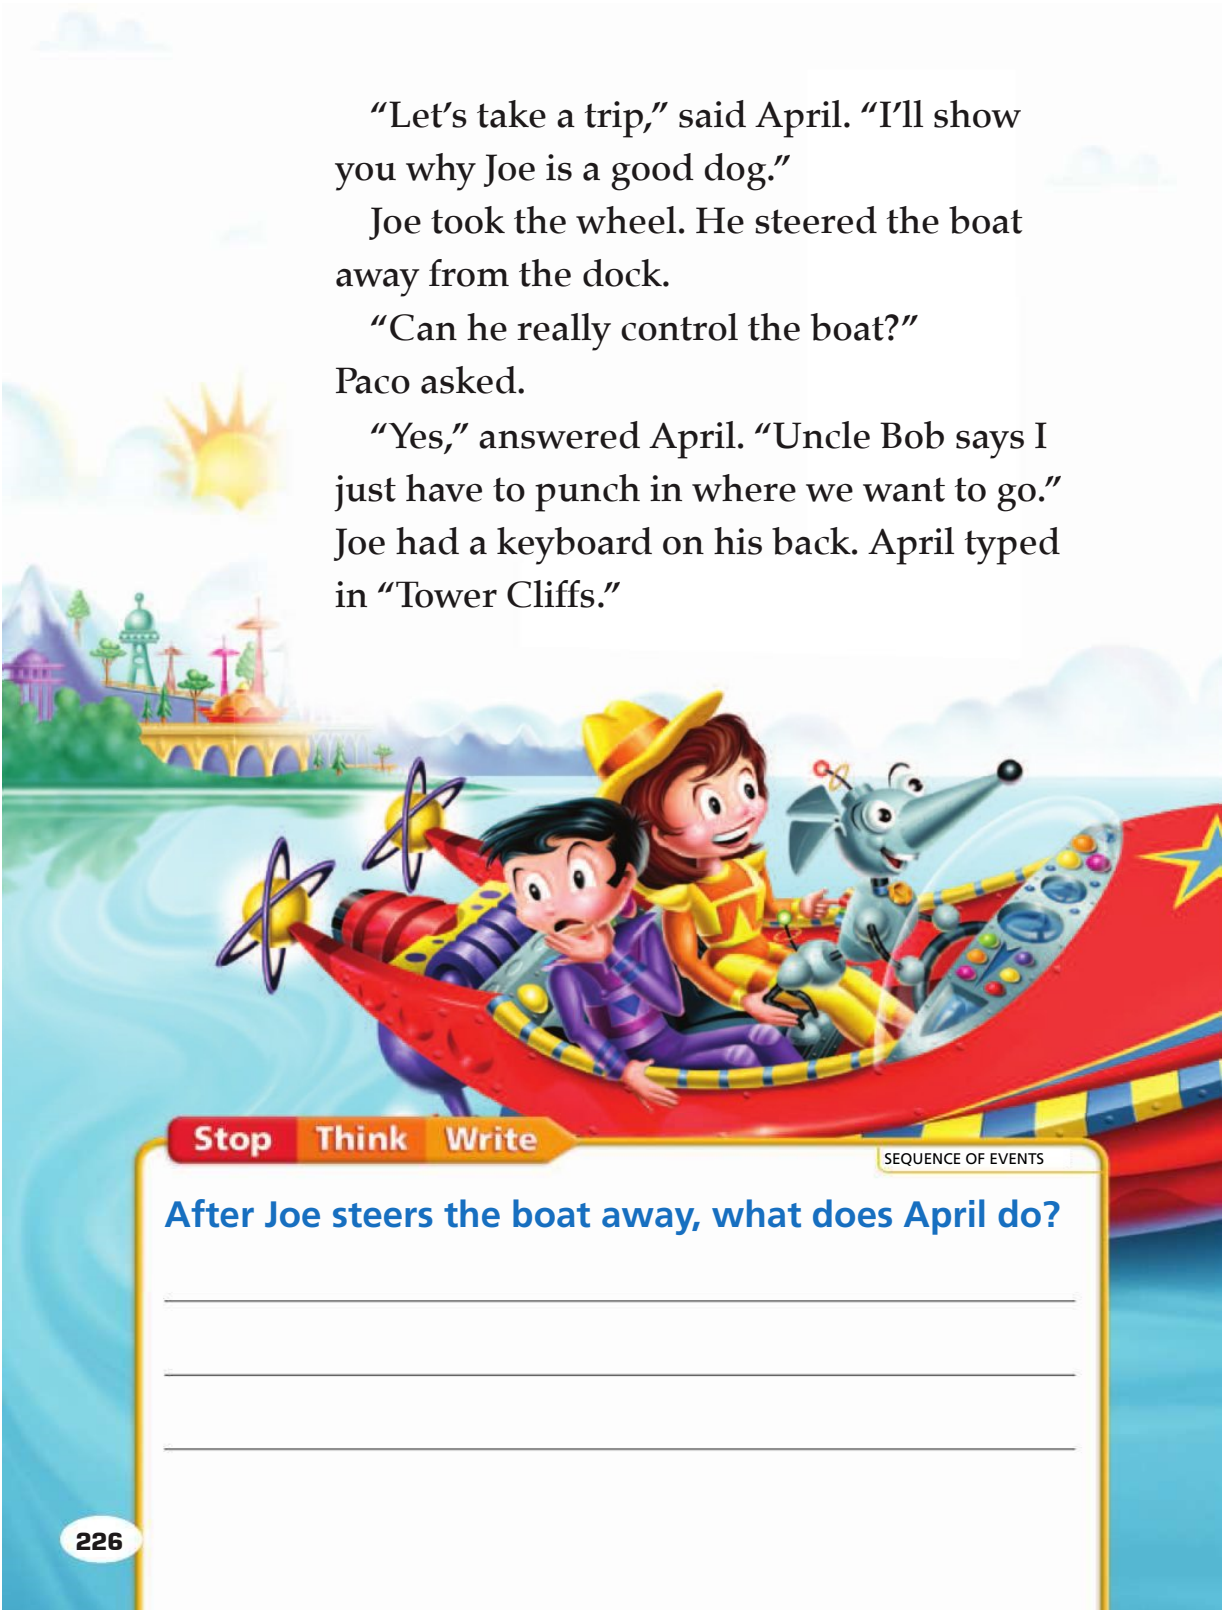 “Let’s take a trip,” said April. “I’ll show
you why Joe is a good dog.”
Joe took the wheel. He steered the boat
away from the dock.
“Can he really control the boat?”
Paco asked.
“Yes,” answered April. “Uncle Bob says I
just have to punch in where we want to go.”
Joe had a keyboard on his back. April typed
in “Tower Cliffs.”
Stop Think Write
SEQUENCE OF EVENTS
After Joe steers the boat away, what does April do?
226